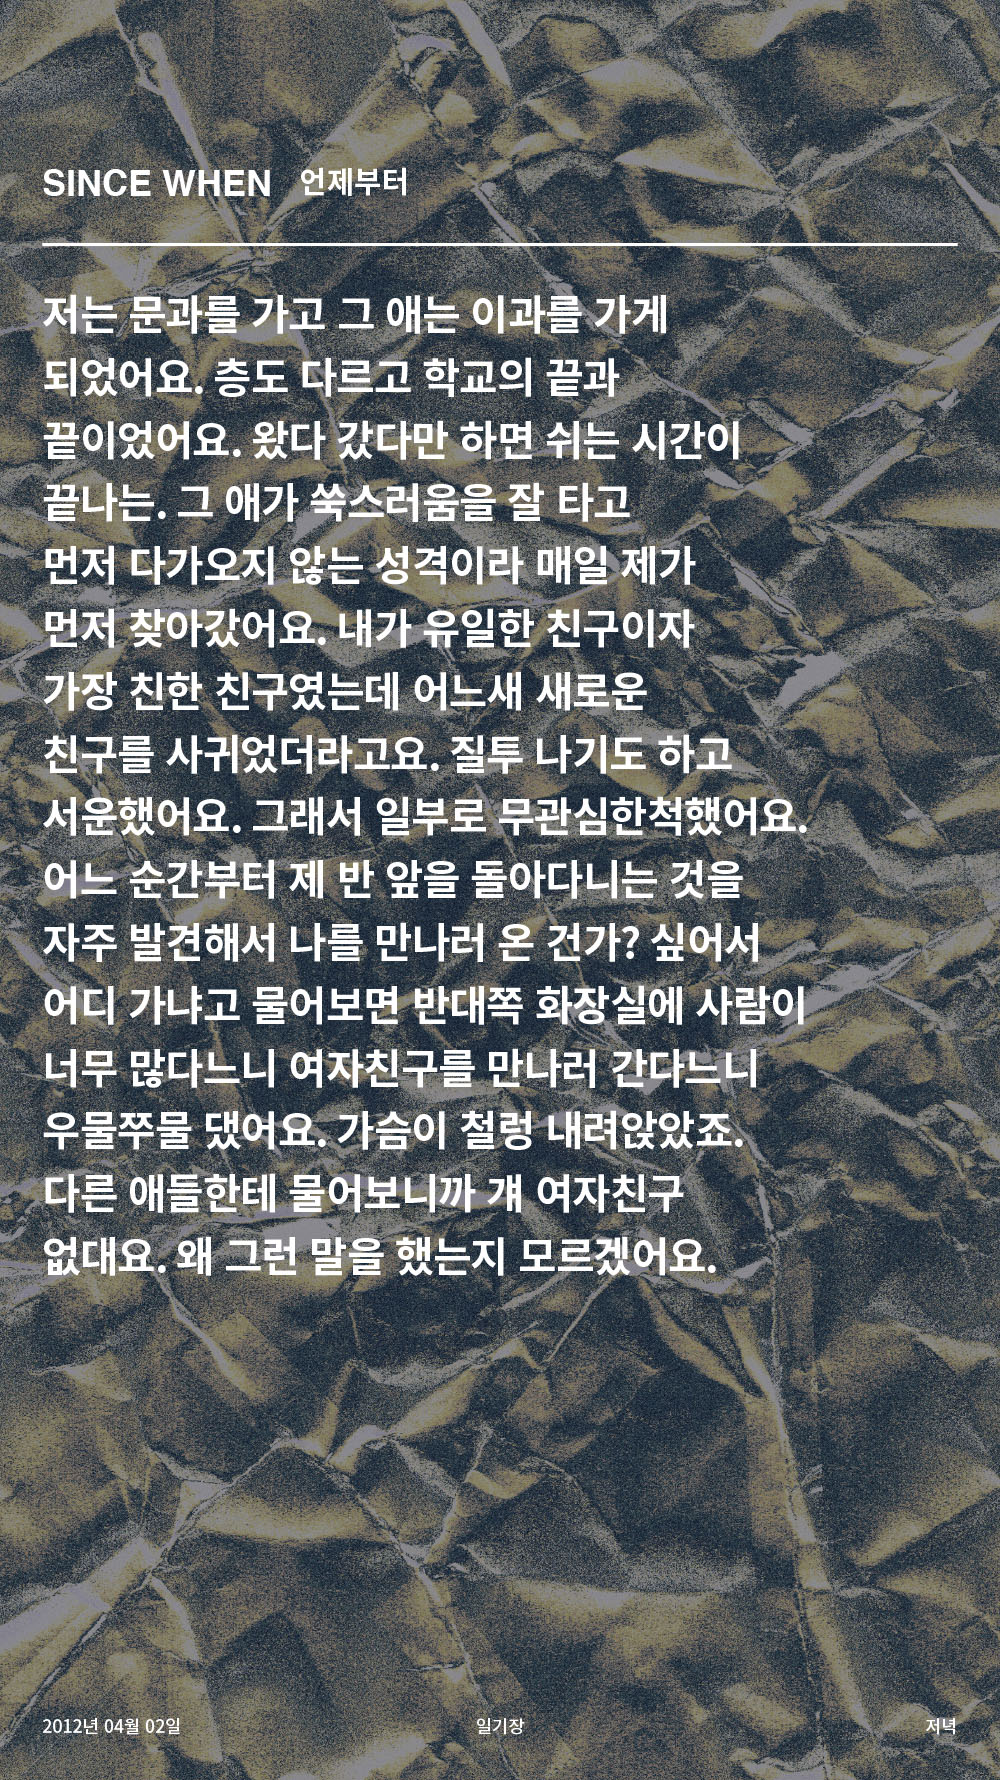 SINCE WHEN 언제부터
저는 문과를 가고 그 애는 이과를 가게
되었어요. 층도 다르고 학교의 끝과
끝이었어요. 왔다 갔다만 하면 쉬는 시간이
끝나는. 그 애가 쑥스러움을 잘 타고
먼저 다가오지 않는 성격이라 매일 제가
먼저 찾아갔어요. 내가 유일한 친구이자
가장 친한 친구였는데 어느새 새로운
친구를 사귀었더라고요. 질투 나기도 하고
서운했어요. 그래서 일부로 무관심한척했어요.
어느 순간부터 제 반 앞을 돌아다니는 것을
자주 발견해서 나를 만나러 온 건가? 싶어서
어디 가냐고 물어보면 반대쪽 화장실에 사람이
너무 많다느니 여자친구를 만나러 간다느니
우물쭈물 댔어요. 가슴이 철렁 내려앉았죠.
다른 애들한테 물어보니까 걔 여자친구
없대요. 왜 그런 말을 했는지 모르겠어요.
2012년 04월 02일 일기장 저녁